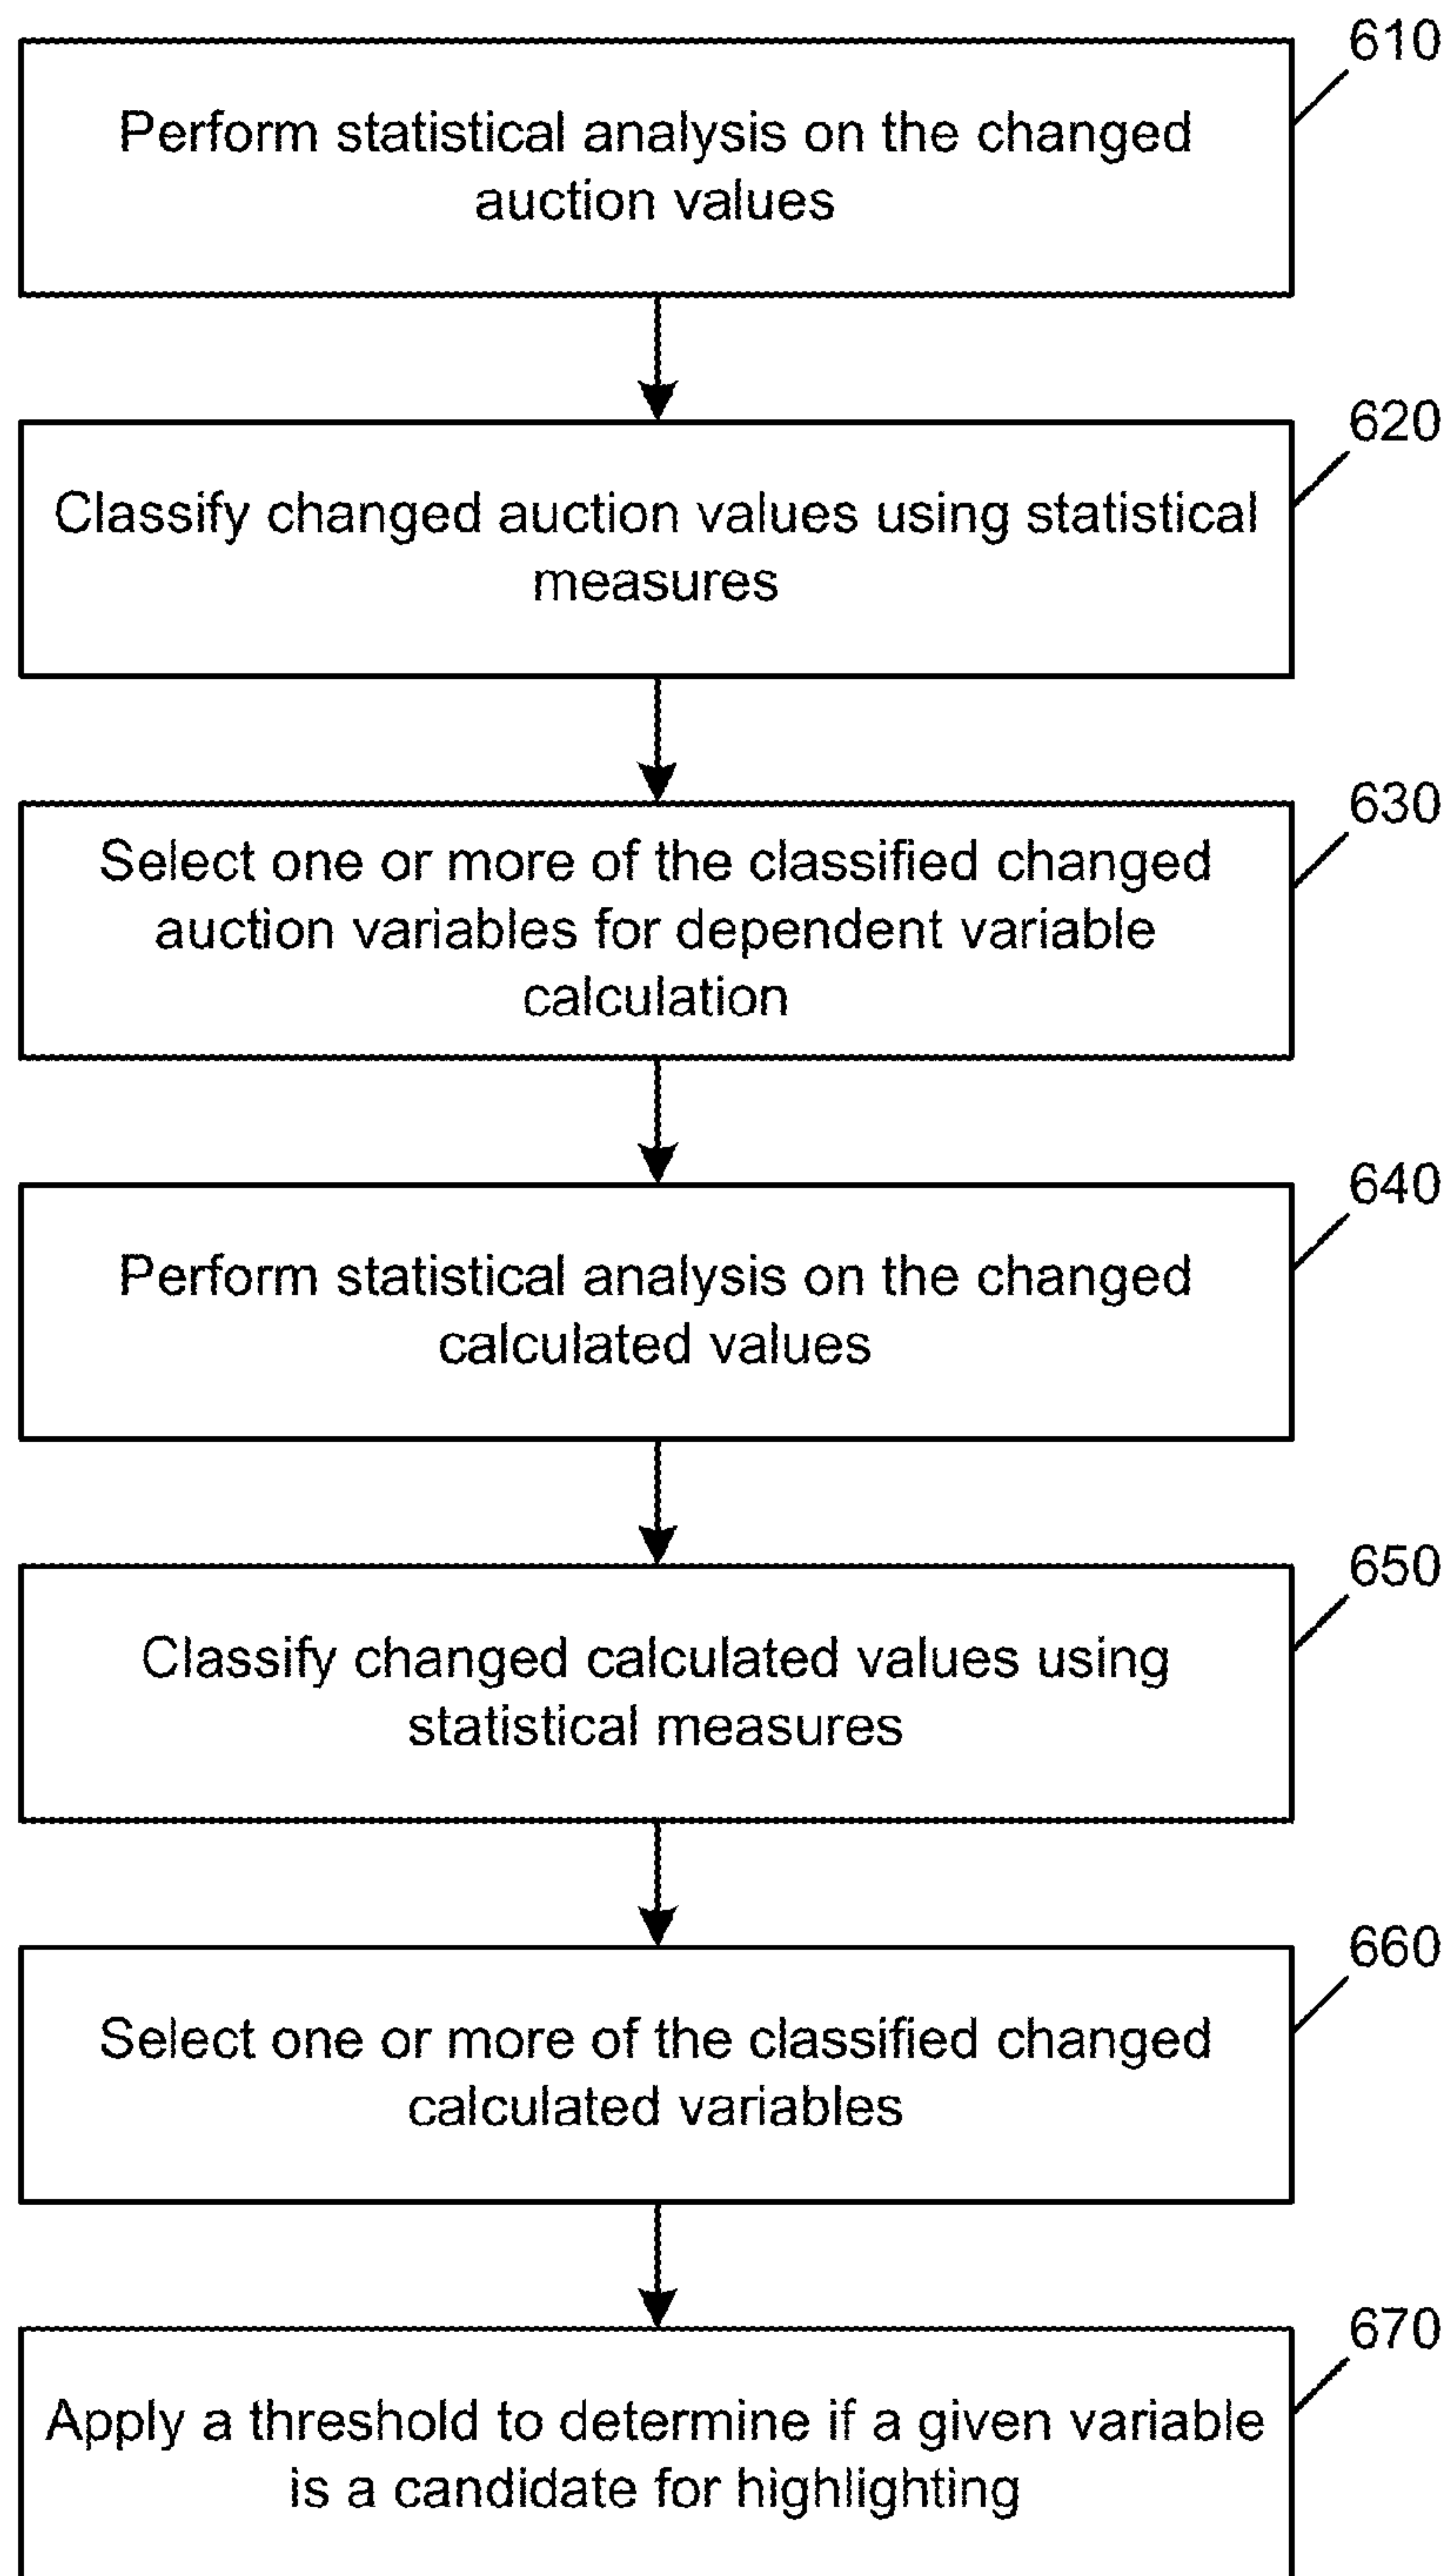 610
Perform statistical analysis on the changed
auction values
620
Classify changed auction values using statistical
measures
630
Select one or more of the classified changed
auction variables for dependent variable
calculation
640
Perform statistical analysis on the changed
calculated values
650
Classify changed calculated values using
statistical measures
660
Select one or more of the classified changed
calculated variables
670
Apply a threshold to determine if a given variable
is a candidate for highlighting